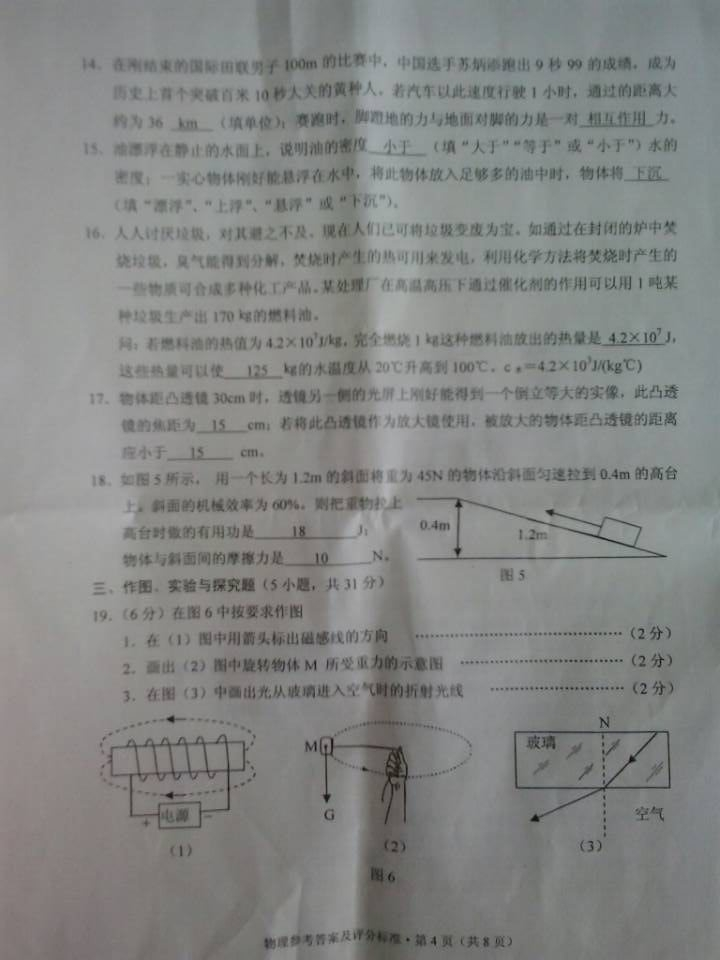 14、在刚结束的国际田联男子100m的比赛中，中国选手苏炳添跑出9秒99的成绩，成为
历史上首个突破百米10秒大关的黄种人。若汽车以此速度行驶1小时，通过的距离大
约为36 km （填单位）；赛跑时，脚蹬地的力与地面对脚的力是一对 相互作用 力。
15、油漂浮在静止的水面上，说明油的密度 小于 （填“大于”“等于”或“小于”）水的
密度；一实心物体刚好能悬浮在水中，将此物体放入足够多的油中时，物体将 下沉
（填“漂浮”、“上浮”、“悬浮”或“下沉”）。
16、人人讨厌垃圾，对其避之不及。现在人们已可将垃圾变废为宝。如通过在封闭的炉中焚
烧垃圾，臭气能得到分解，焚烧时产生的热可用来发电，利用化学方法将焚烧时产生的
一些物质可合成多种化工产品。某处理厂在高温高压下通过催化剂的作用可以用1吨某
种垃圾生产出170 kg的燃料油。
问：若燃料油的热值为4.2×10⁷J/kg，完全燃烧1 kg这种燃料油放出的热量是 4.2×10⁷ J，
这些热量可以使 125 kg的水温度从20℃升高到100℃。c水=4.2×10³J/(kg℃)
17、物体距凸透镜30cm时，透镜另一侧的光屏上刚好能得到一个倒立等大的实像，此凸透
镜的焦距为 15 cm；若将此凸透镜作为放大镜使用，被放大的物体距凸透镜的距离
应小于 15 cm。
18、如图5所示，用一个长为1.2m的斜面将重为45N的物体沿斜面匀速拉到0.4m的高台
上。斜面的机械效率为60%。则把重物拉上
高台时做的有用功是 18 J；
物体与斜面间的摩擦力是 10 N。
0.4m
1.2m
图5
三、作图、实验与探究题（5小题，共31分）
19、（6分）在图6中按要求作图
1．在（1）图中用箭头标出磁感线的方向 ……………………………（2分）
2．画出（2）图中旋转物体M 所受重力的示意图 ……………………（2分）
3．在图（3）中画出光从玻璃进入空气时的折射光线 …………………（2分）
+ 电源 −
（1）
M
G
（2）
N
玻璃
空气
（3）
图6
物理参考答案及评分标准·第4页（共8页）